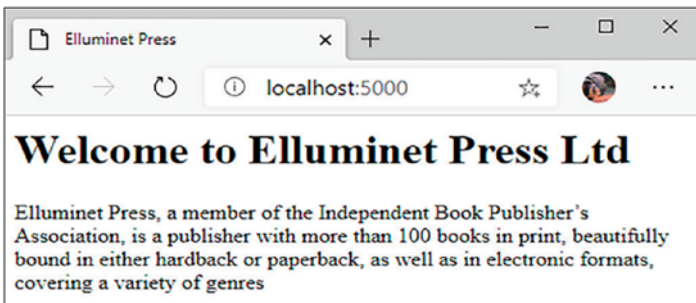 Elluminet Press
localhost:5000
Welcome to Elluminet Press Ltd
Elluminet Press, a member of the Independent Book Publisher’s
Association, is a publisher with more than 100 books in print, beautifully
bound in either hardback or paperback, as well as in electronic formats,
covering a variety of genres